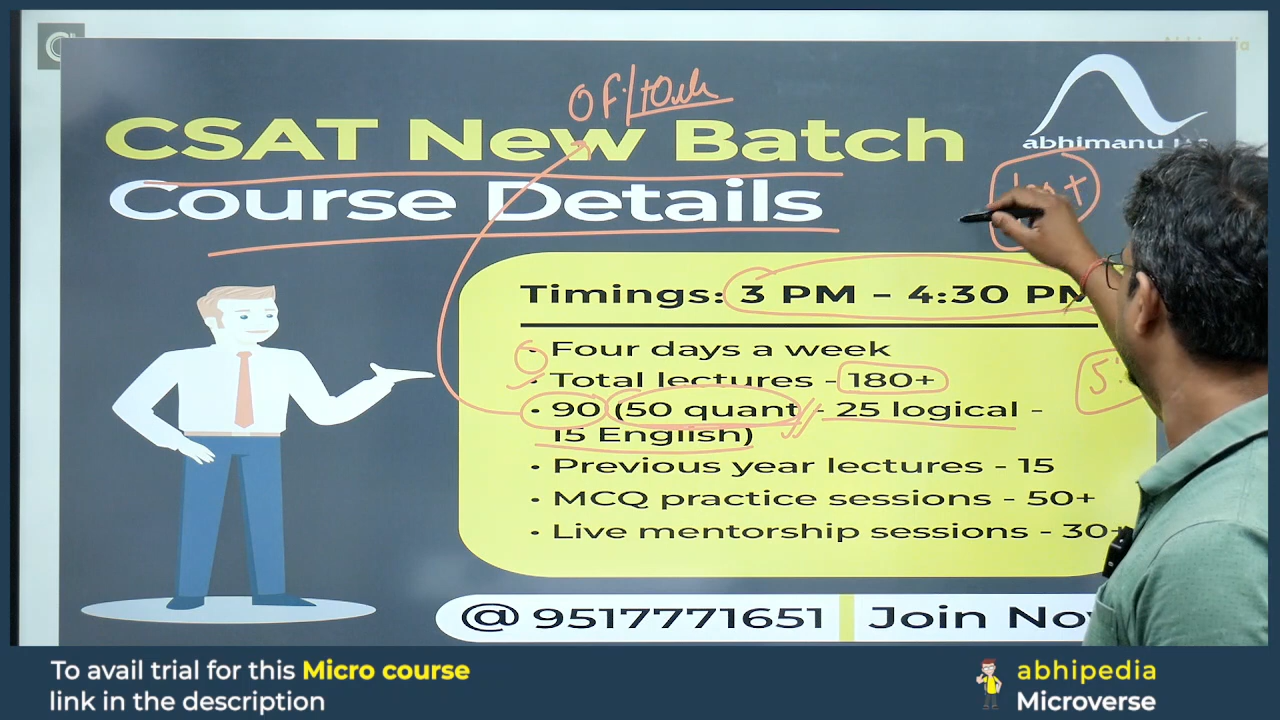 abhipedia
CSAT New Batch
Course Details
abhimanu IAS
Timings: 3 PM – 4:30 PM
• Four days a week
• Total lectures - 180+
• 90 (50 quant - 25 logical -
15 English)
• Previous year lectures - 15
• MCQ practice sessions - 50+
• Live mentorship sessions - 30+
@ 9517771651 Join Now
To avail trial for this Micro course
link in the description
abhipedia
Microverse